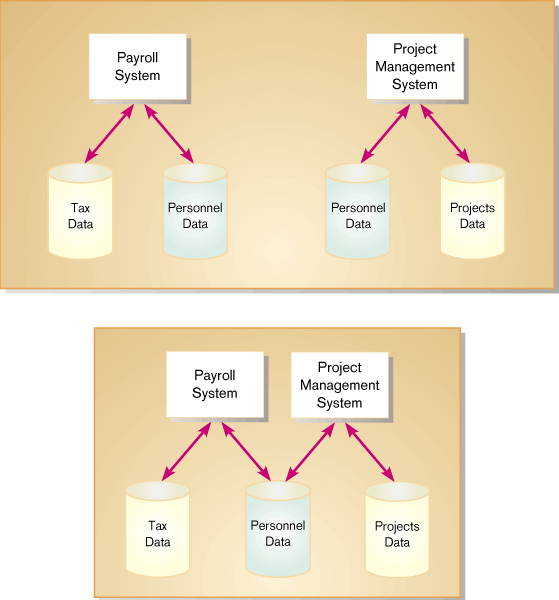 Payroll
System
Project
Management
System
Tax
Data
Personnel
Data
Personnel
Data
Projects
Data
Payroll
System
Project
Management
System
Tax
Data
Personnel
Data
Projects
Data